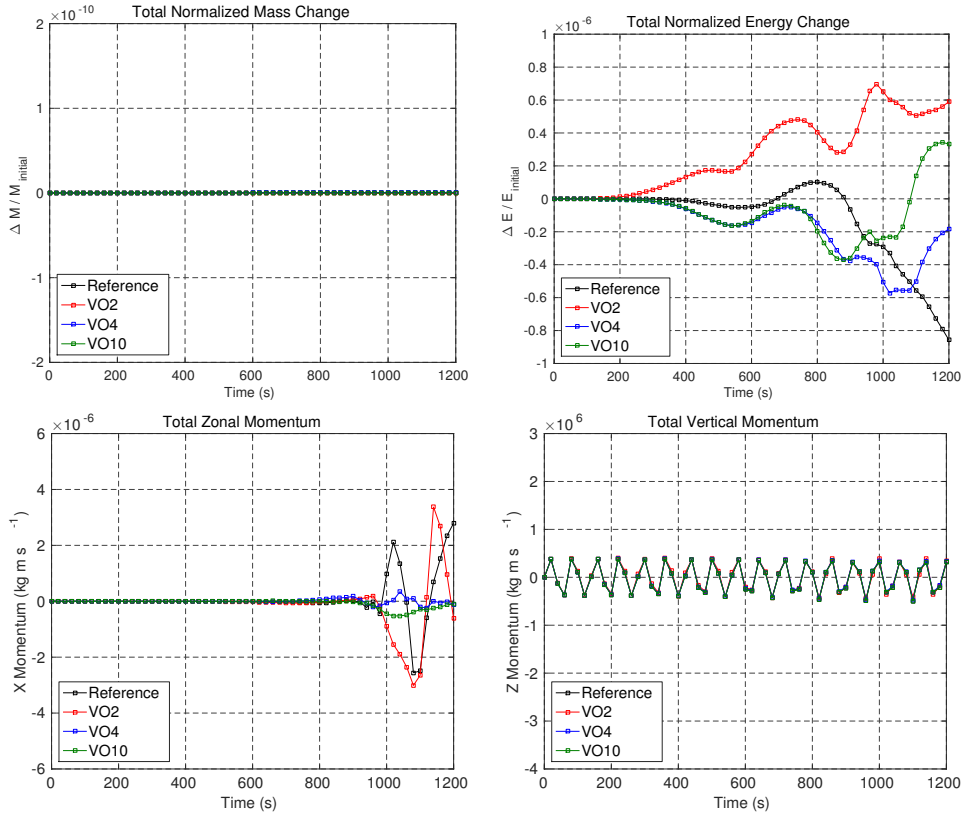 Total Normalized Mass Change
×10^-10
2
1
0
-1
-2
Δ M / M_initial
0 200 400 600 800 1000 1200
Time (s)
Reference
VO2
VO4
VO10
Total Normalized Energy Change
×10^-6
1
0.8
0.6
0.4
0.2
0
-0.2
-0.4
-0.6
-0.8
-1
Δ E / E_initial
0 200 400 600 800 1000 1200
Time (s)
Reference
VO2
VO4
VO10
Total Zonal Momentum
×10^-6
6
4
2
0
-2
-4
-6
X Momentum (kg m s^-1)
0 200 400 600 800 1000 1200
Time (s)
Reference
VO2
VO4
VO10
Total Vertical Momentum
×10^6
3
2
1
0
-1
-2
-3
-4
Z Momentum (kg m s^-1)
0 200 400 600 800 1000 1200
Time (s)
Reference
VO2
VO4
VO10